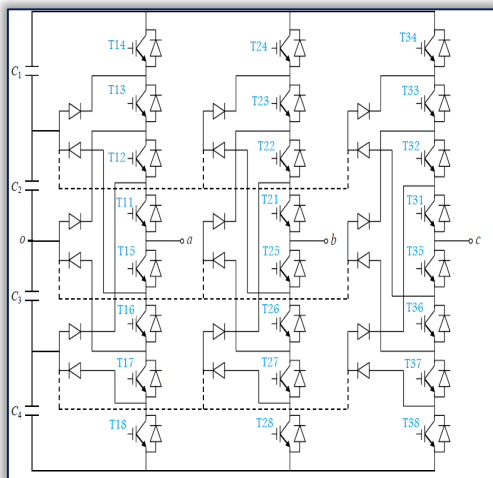 T14 T24 T34
C1
T13 T23 T33
T12 T22 T32
C2
T11 T21 T31
o a b c
T15 T25 T35
C3
T16 T26 T36
T17 T27 T37
C4
T18 T28 T38